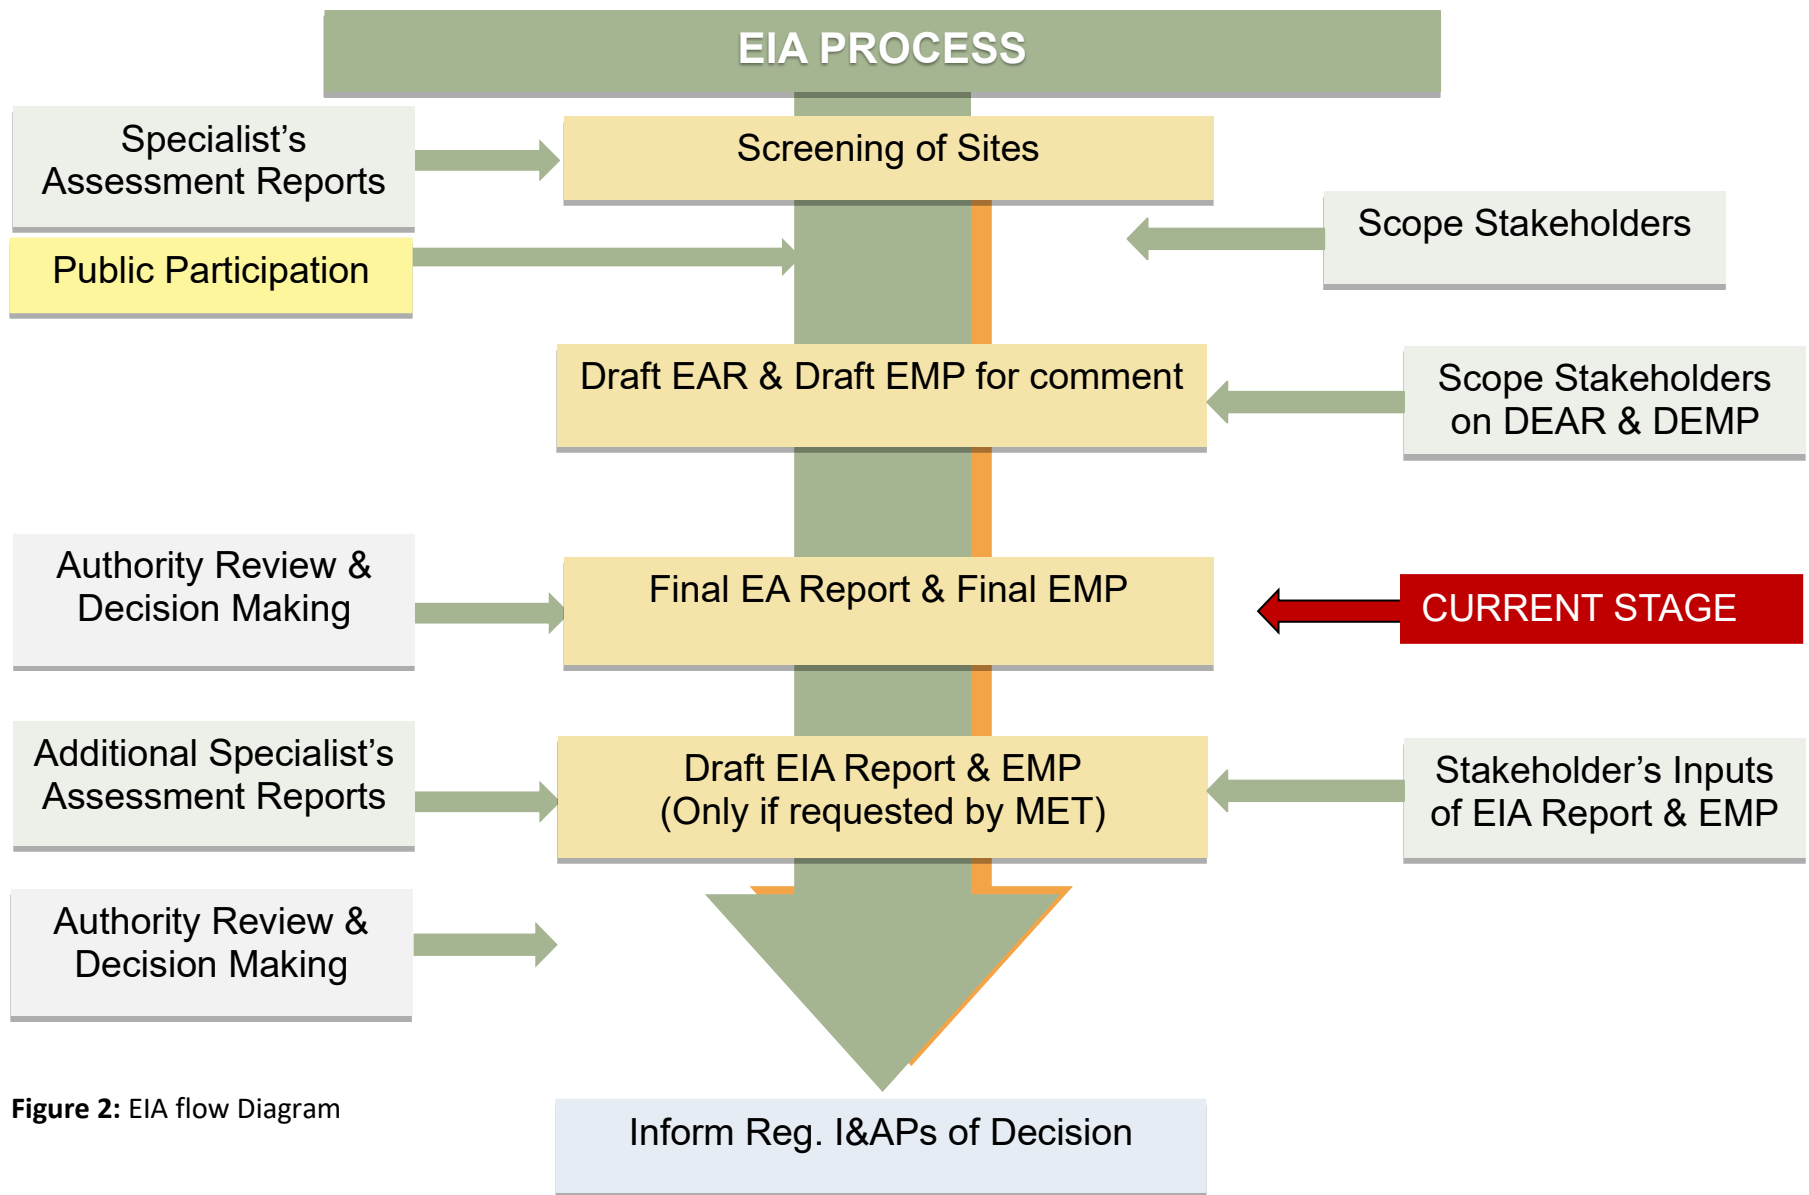 EIA PROCESS
Specialist's
Assessment Reports
Screening of Sites
Scope Stakeholders
Public Participation
Draft EAR & Draft EMP for comment
Scope Stakeholders
on DEAR & DEMP
Authority Review &
Decision Making
Final EA Report & Final EMP
CURRENT STAGE
Additional Specialist’s
Assessment Reports
Draft EIA Report & EMP
(Only if requested by MET)
Stakeholder’s Inputs
of EIA Report & EMP
Authority Review &
Decision Making
Figure 2: EIA flow Diagram
Inform Reg. I&APs of Decision